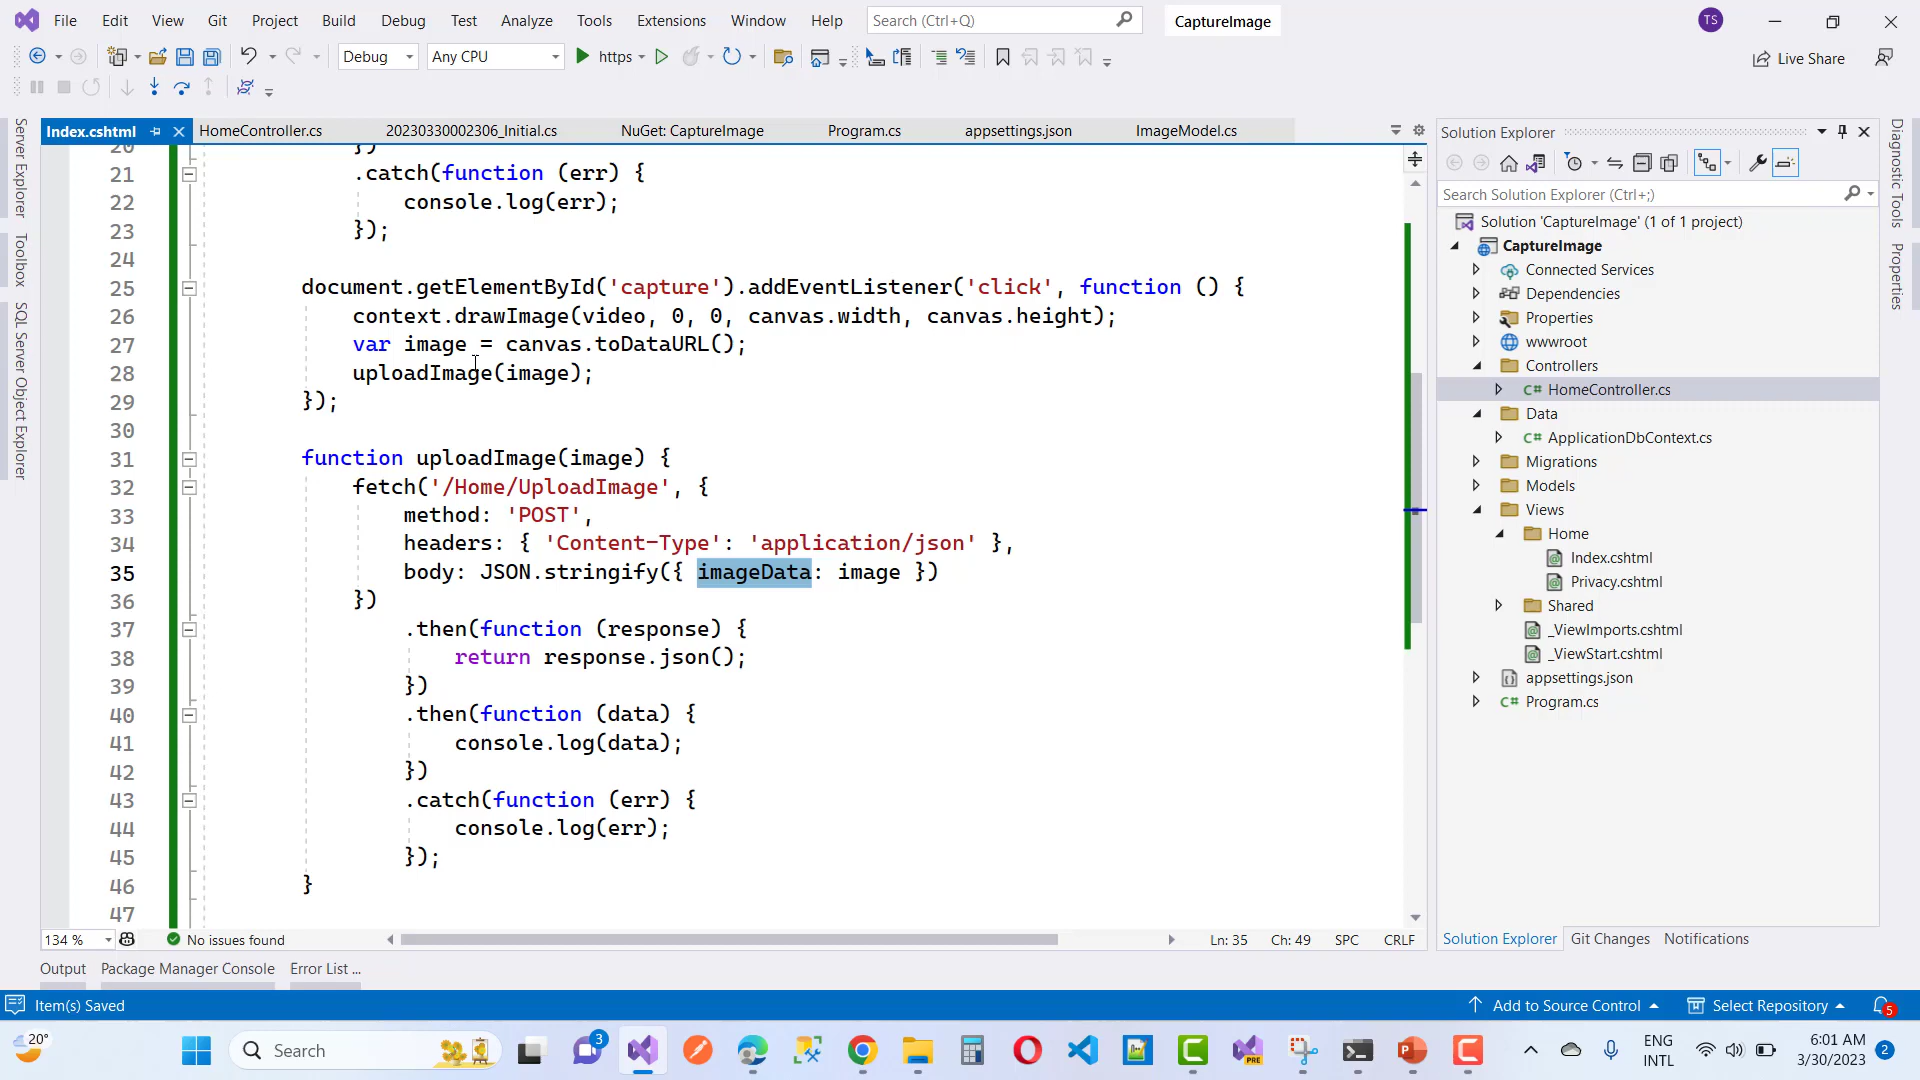 File Edit View Git Project Build Debug Test Analyze Tools Extensions Window Help Search (Ctrl+Q) CaptureImage TS
Debug Any CPU https Live Share
Index.cshtml HomeController.cs 20230330002306_Initial.cs NuGet: CaptureImage Program.cs appsettings.json ImageModel.cs
20 })
21 .catch(function (err) {
22 console.log(err);
23 });
24
25 document.getElementById('capture').addEventListener('click', function () {
26 context.drawImage(video, 0, 0, canvas.width, canvas.height);
27 var image = canvas.toDataURL();
28 uploadImage(image);
29 });
30
31 function uploadImage(image) {
32 fetch('/Home/UploadImage', {
33 method: 'POST',
34 headers: { 'Content-Type': 'application/json' },
35 body: JSON.stringify({ imageData: image })
36 })
37 .then(function (response) {
38 return response.json();
39 })
40 .then(function (data) {
41 console.log(data);
42 })
43 .catch(function (err) {
44 console.log(err);
45 });
46 }
47
134 % No issues found Ln: 35 Ch: 49 SPC CRLF
Output Package Manager Console Error List ...
Server Explorer
Toolbox
SQL Server Object Explorer
Solution Explorer
Search Solution Explorer (Ctrl+;)
Solution 'CaptureImage' (1 of 1 project)
CaptureImage
Connected Services
Dependencies
Properties
wwwroot
Controllers
C# HomeController.cs
Data
C# ApplicationDbContext.cs
Migrations
Models
Views
Home
Index.cshtml
Privacy.cshtml
Shared
_ViewImports.cshtml
_ViewStart.cshtml
appsettings.json
C# Program.cs
Solution Explorer Git Changes Notifications
Diagnostic Tools
Properties
Item(s) Saved Add to Source Control Select Repository 5
20° Search 3 PRE ENG
INTL
6:01 AM
3/30/2023
2